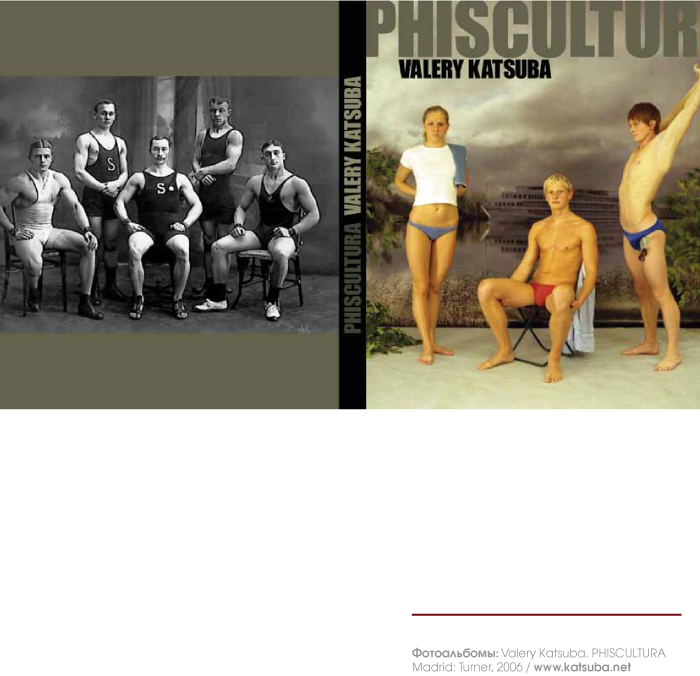 PHISCULTUR
VALERY KATSUBA
PHISCULTURA VALERY KATSUBA
S
S
Фотоальбомы: Valery Katsuba. PHISCULTURA
Madrid: Turner, 2006 / www.katsuba.net